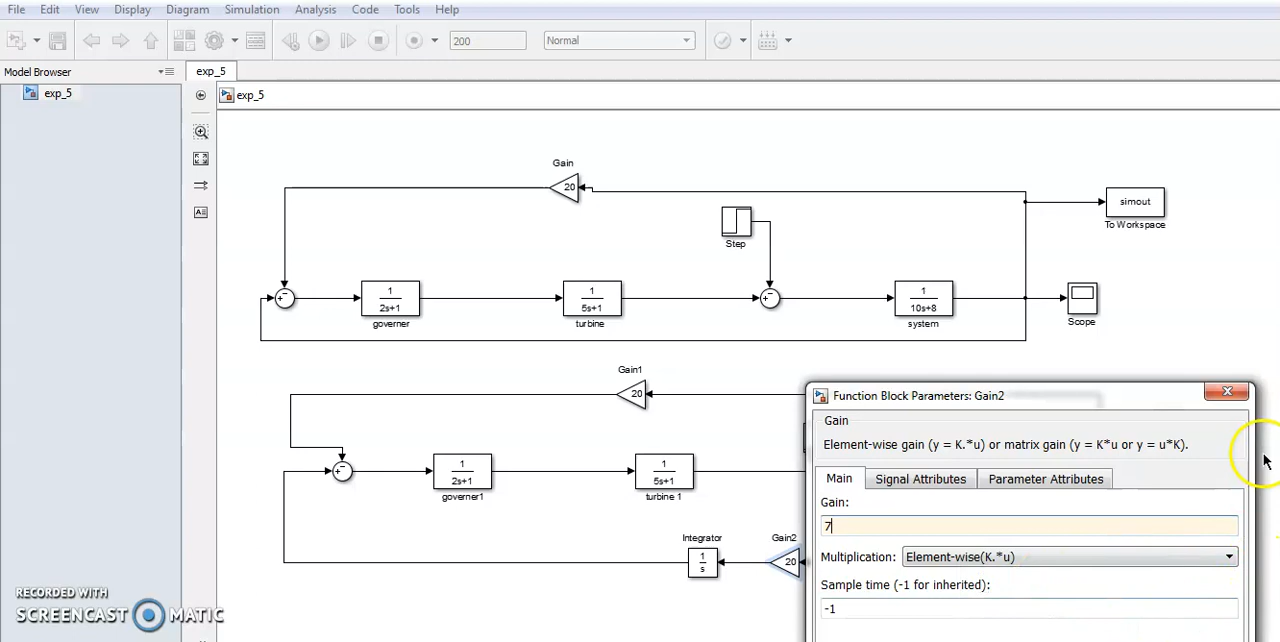 File Edit View Display Diagram Simulation Analysis Code Tools Help
200 Normal
Model Browser exp_5
exp_5 exp_5
Gain
20
simout
To Workspace
Step
1
2s+1
governer
1
5s+1
turbine
1
10s+8
system
Scope
+ −
+ −
Gain1
20
+ −
1
2s+1
governer1
1
5s+1
turbine 1
Integrator
1
s
Gain2
20
Function Block Parameters: Gain2
Gain
Element-wise gain (y = K.*u) or matrix gain (y = K*u or y = u*K).
Main Signal Attributes Parameter Attributes
Gain:
7
Multiplication: Element-wise(K.*u)
Sample time (-1 for inherited):
-1
RECORDED WITH
SCREENCAST MATIC